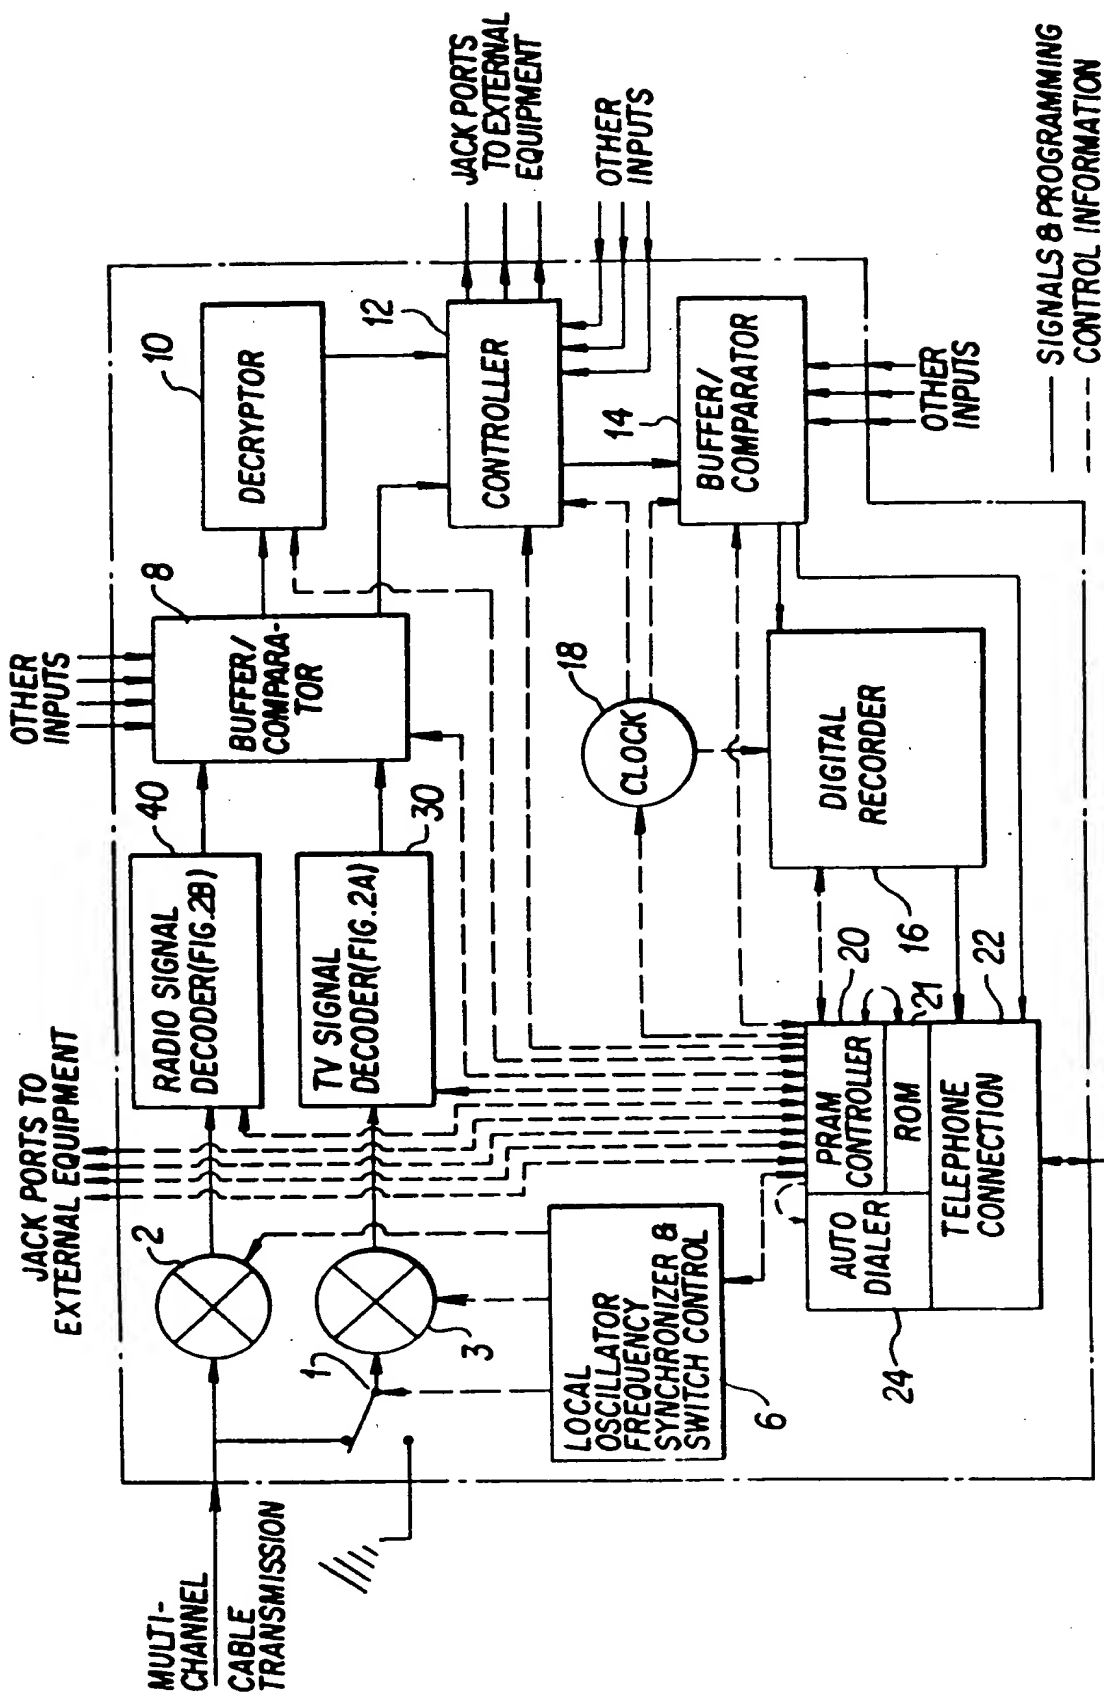 MULTI-
CHANNEL
CABLE
TRANSMISSION
JACK PORTS TO
EXTERNAL EQUIPMENT
OTHER
INPUTS
2
RADIO SIGNAL
DECODER(FIG.2B)
40
BUFFER/
COMPARA-
TOR
8
DECRYPTOR
10
1
3
TV SIGNAL
DECODER(FIG.2A)
30
CONTROLLER
12
JACK PORTS
TO EXTERNAL
EQUIPMENT
OTHER
INPUTS
LOCAL
OSCILLATOR
FREQUENCY
SYNCHRONIZER &
SWITCH CONTROL
6
CLOCK
18
BUFFER/
COMPARATOR
14
OTHER
INPUTS
AUTO
DIALER
24
PRAM
CONTROLLER
20
ROM
21
TELEPHONE
CONNECTION
22
DIGITAL
RECORDER
16
SIGNALS & PROGRAMMING
CONTROL INFORMATION